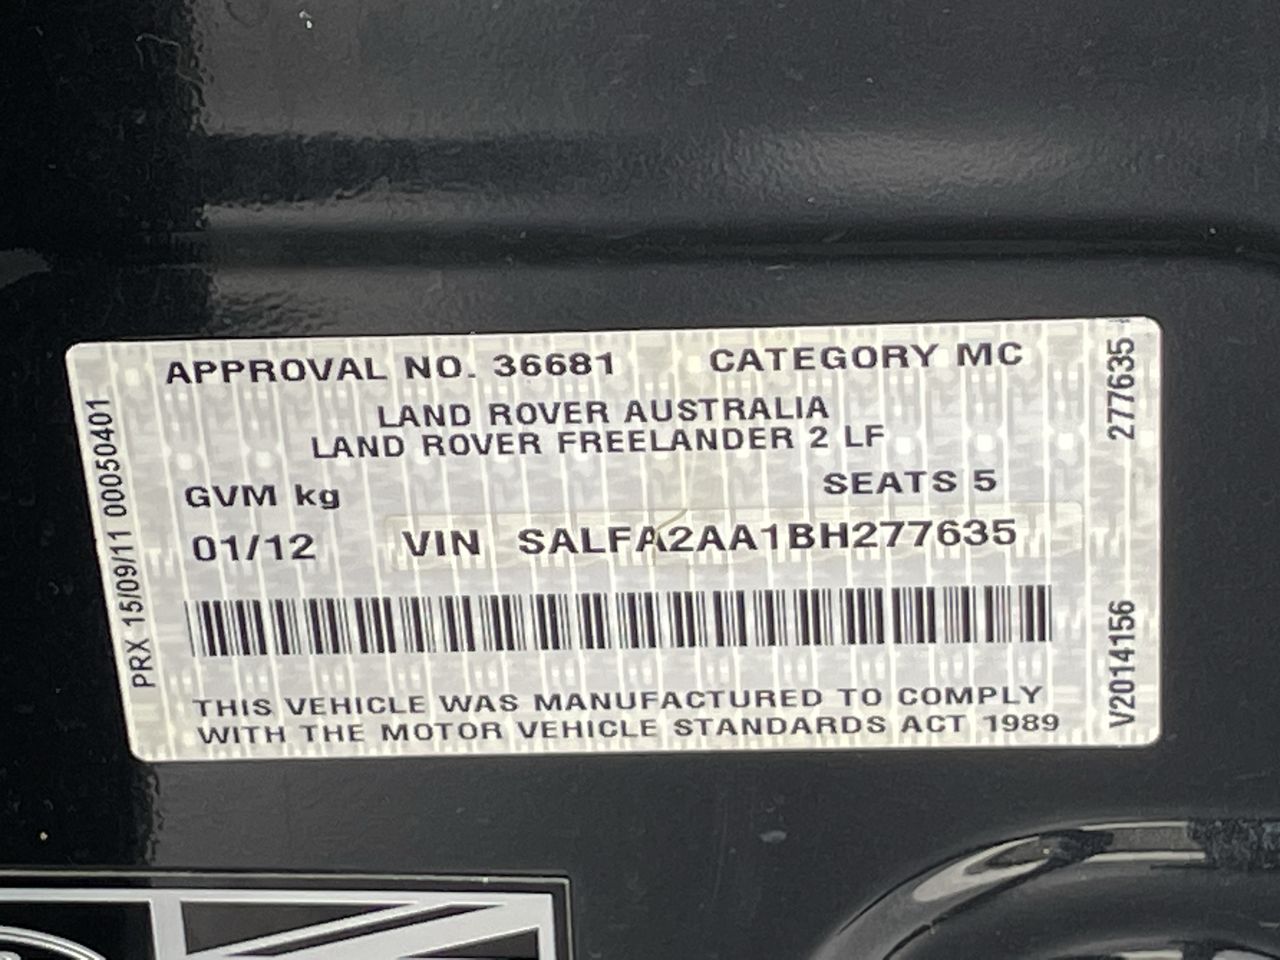 APPROVAL NO. 36681 CATEGORY MC
LAND ROVER AUSTRALIA
LAND ROVER FREELANDER 2 LF
GVM kg SEATS 5
01/12 VIN SALFA2AA1BH277635
THIS VEHICLE WAS MANUFACTURED TO COMPLY
WITH THE MOTOR VEHICLE STANDARDS ACT 1989
PRX 15/09/11 00050401
277635
V2014156